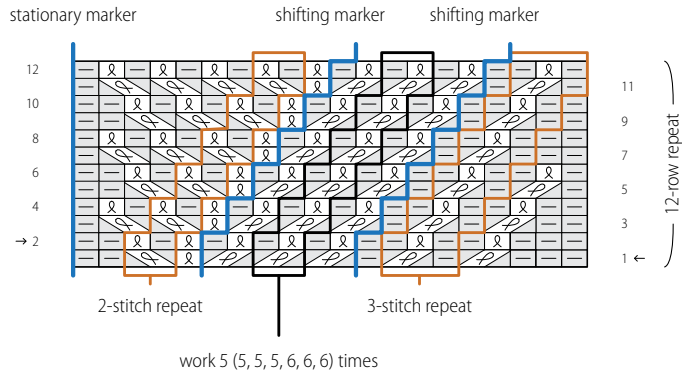 stationary marker
shifting marker
shifting marker
12
11
10
9
8
7
6
5
4
3
→ 2
1 ←
12-row repeat
2-stitch repeat
3-stitch repeat
work 5 (5, 5, 5, 6, 6, 6) times